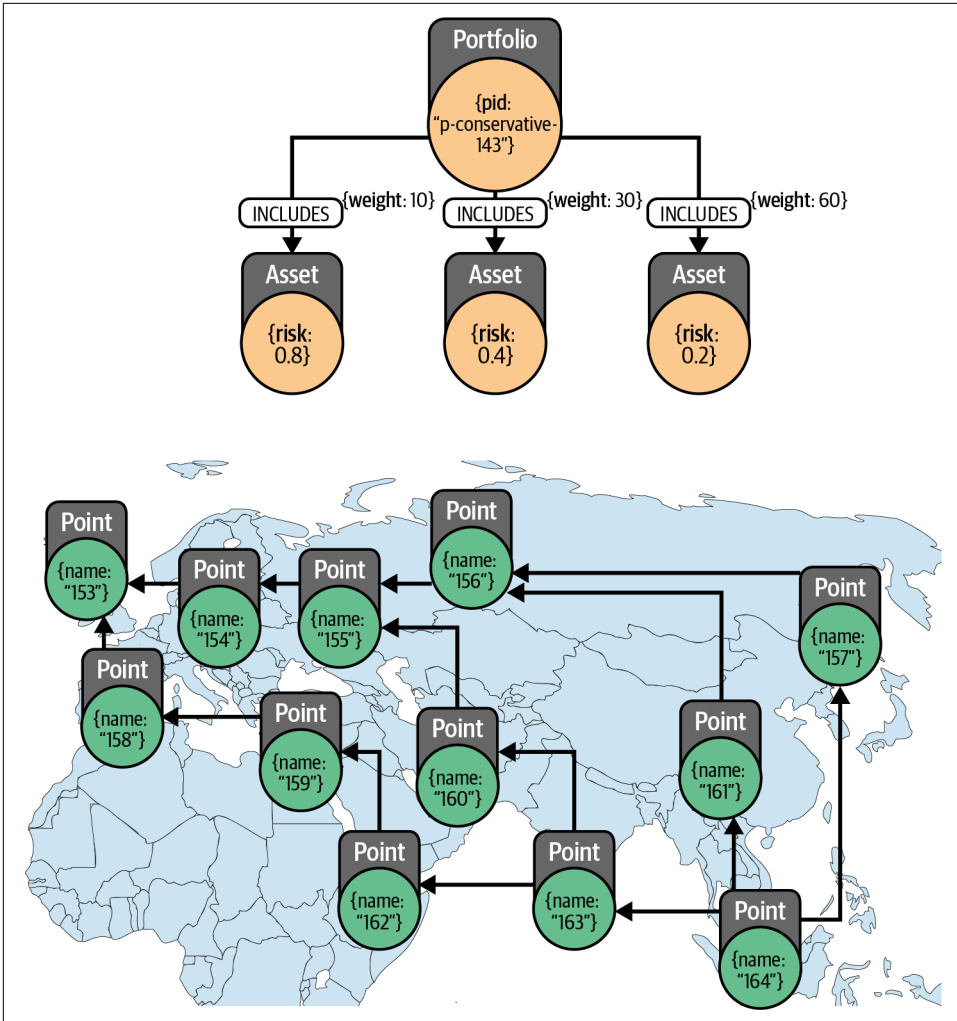 Portfolio
{pid:
“p-conservative-
143”}
INCLUDES
{weight: 10}
INCLUDES
{weight: 30}
INCLUDES
{weight: 60}
Asset
{risk:
0.8}
Asset
{risk:
0.4}
Asset
{risk:
0.2}
Point
{name:
“153”}
Point
{name:
“154”}
Point
{name:
“155”}
Point
{name:
“156”}
Point
{name:
“157”}
Point
{name:
“158”}
Point
{name:
“159”}
Point
{name:
“160”}
Point
{name:
“161”}
Point
{name:
“162”}
Point
{name:
“163”}
Point
{name:
“164”}